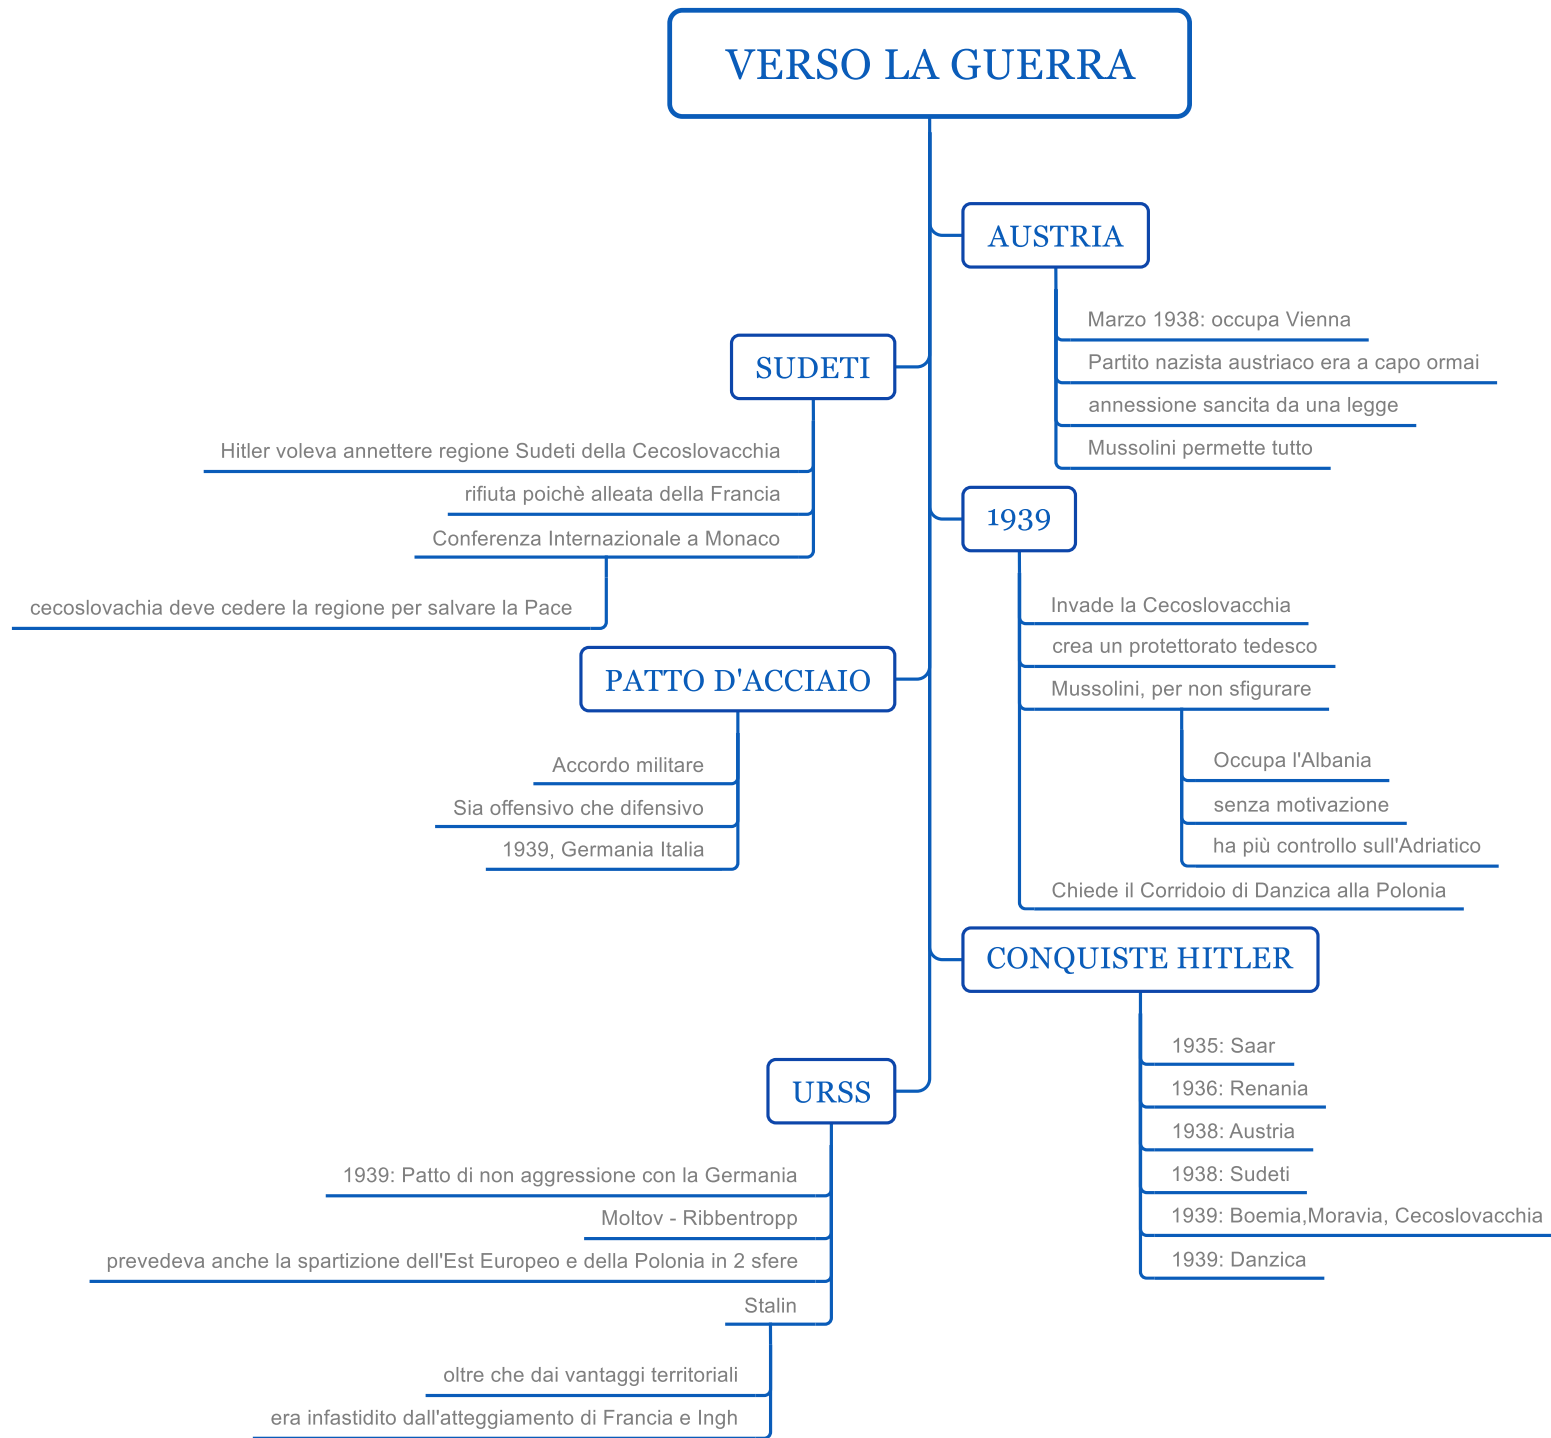 VERSO LA GUERRA
AUSTRIA
Marzo 1938: occupa Vienna
Partito nazista austriaco era a capo ormai
annessione sancita da una legge
Mussolini permette tutto
SUDETI
Hitler voleva annettere regione Sudeti della Cecoslovacchia
rifiuta poichè alleata della Francia
Conferenza Internazionale a Monaco
cecoslovachia deve cedere la regione per salvare la Pace
1939
Invade la Cecoslovacchia
crea un protettorato tedesco
Mussolini, per non sfigurare
Occupa l'Albania
senza motivazione
ha più controllo sull'Adriatico
Chiede il Corridoio di Danzica alla Polonia
PATTO D'ACCIAIO
Accordo militare
Sia offensivo che difensivo
1939, Germania Italia
CONQUISTE HITLER
1935: Saar
1936: Renania
1938: Austria
1938: Sudeti
1939: Boemia,Moravia, Cecoslovacchia
1939: Danzica
URSS
1939: Patto di non aggressione con la Germania
Moltov - Ribbentropp
prevedeva anche la spartizione dell'Est Europeo e della Polonia in 2 sfere
Stalin
oltre che dai vantaggi territoriali
era infastidito dall'atteggiamento di Francia e Ingh